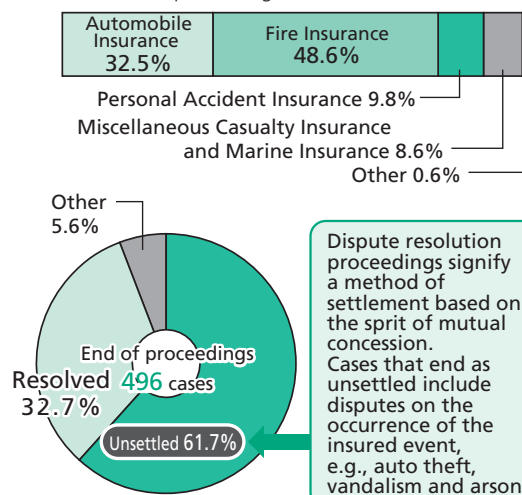 Automobile
Insurance
32.5%
Fire Insurance
48.6%
Personal Accident Insurance 9.8%
Miscellaneous Casualty Insurance
and Marine Insurance 8.6%
Other 0.6%
Other
5.6%
End of proceedings
496 cases
Resolved
32.7%
Unsettled 61.7%
Dispute resolution
proceedings signify
a method of
settlement based on
the sprit of mutual
concession.
Cases that end as
unsettled include
disputes on the
occurrence of the
insured event,
e.g., auto theft,
vandalism and arson